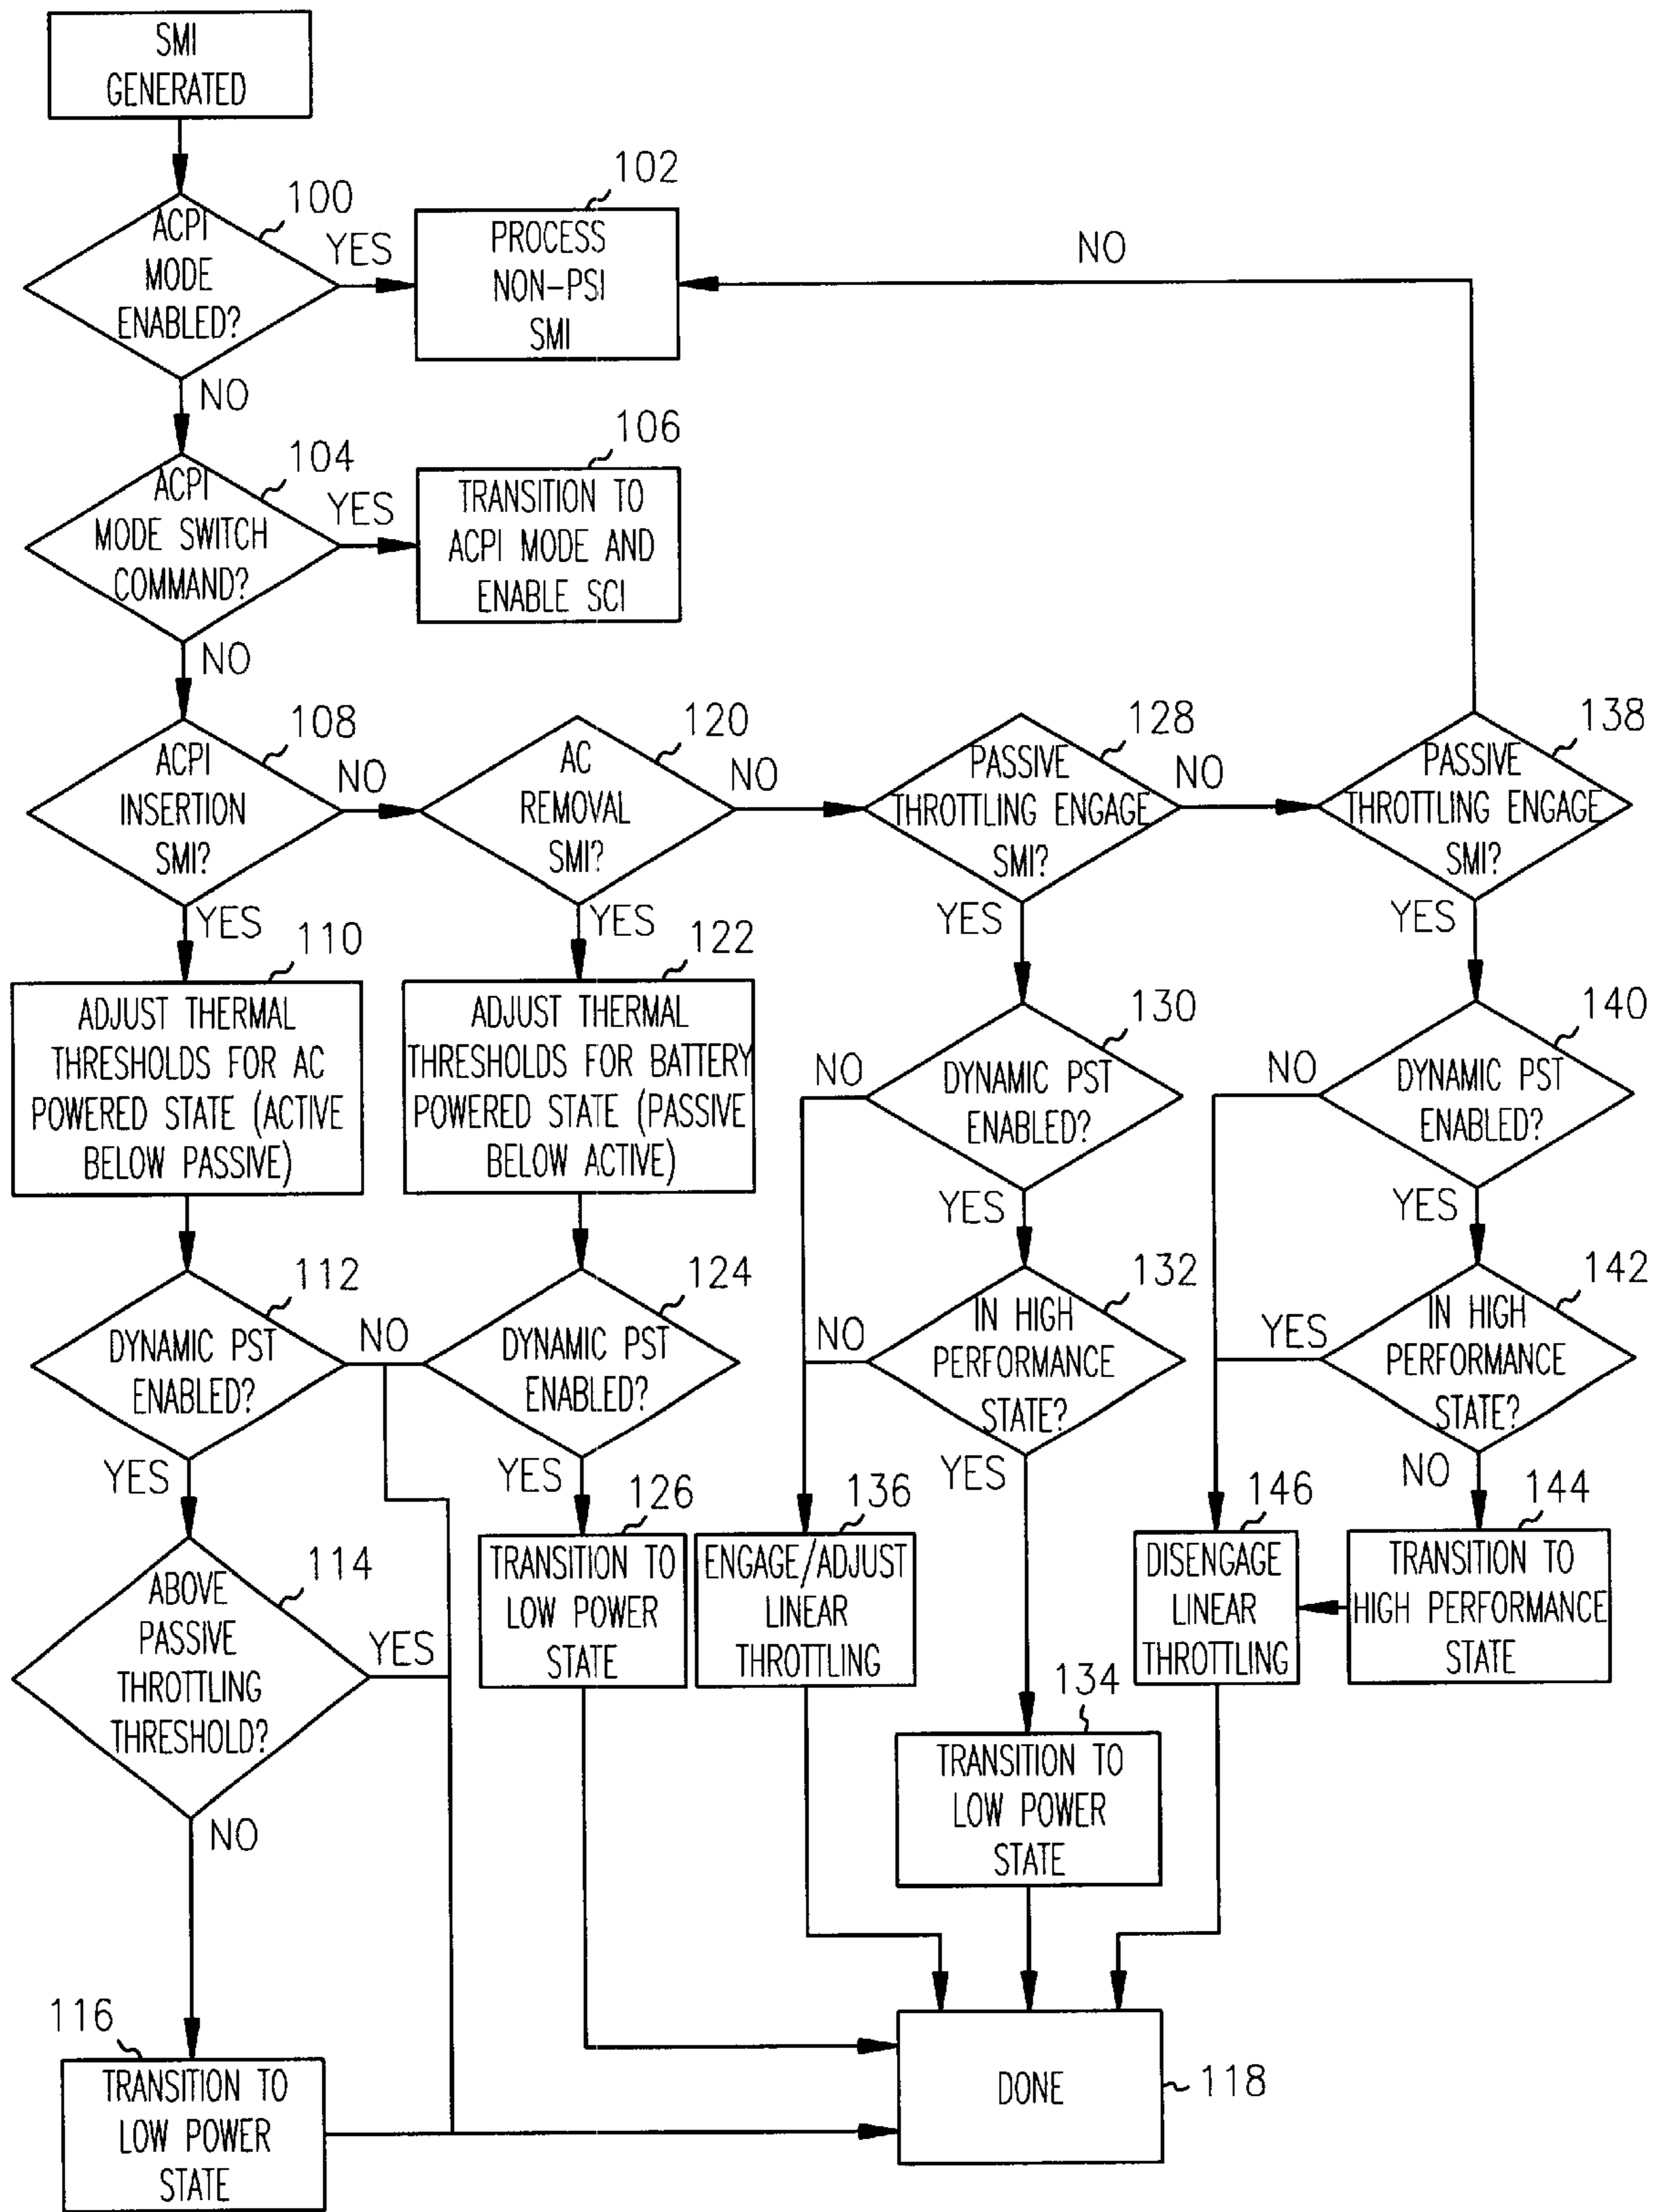 SMI
GENERATED
100
ACPI
MODE
ENABLED?
YES
102
PROCESS
NON-PSI
SMI
NO
NO
104
ACPI
MODE SWITCH
COMMAND?
YES
106
TRANSITION TO
ACPI MODE AND
ENABLE SCI
NO
108
ACPI
INSERTION
SMI?
NO
120
AC
REMOVAL
SMI?
NO
128
PASSIVE
THROTTLING ENGAGE
SMI?
NO
138
PASSIVE
THROTTLING ENGAGE
SMI?
YES
YES
YES
YES
110
ADJUST THERMAL
THRESHOLDS FOR AC
POWERED STATE (ACTIVE
BELOW PASSIVE)
122
ADJUST THERMAL
THRESHOLDS FOR BATTERY
POWERED STATE (PASSIVE
BELOW ACTIVE)
130
NO
DYNAMIC PST
ENABLED?
YES
140
NO
DYNAMIC PST
ENABLED?
YES
112
DYNAMIC PST
ENABLED?
NO
124
DYNAMIC PST
ENABLED?
132
NO
IN HIGH
PERFORMANCE
STATE?
142
YES
IN HIGH
PERFORMANCE
STATE?
YES
YES
YES
NO
114
ABOVE
PASSIVE
THROTTLING
THRESHOLD?
YES
126
TRANSITION TO
LOW POWER
STATE
136
ENGAGE/ADJUST
LINEAR
THROTTLING
146
DISENGAGE
LINEAR
THROTTLING
144
TRANSITION TO
HIGH PERFORMANCE
STATE
134
TRANSITION TO
LOW POWER
STATE
NO
116
TRANSITION TO
LOW POWER
STATE
DONE
118